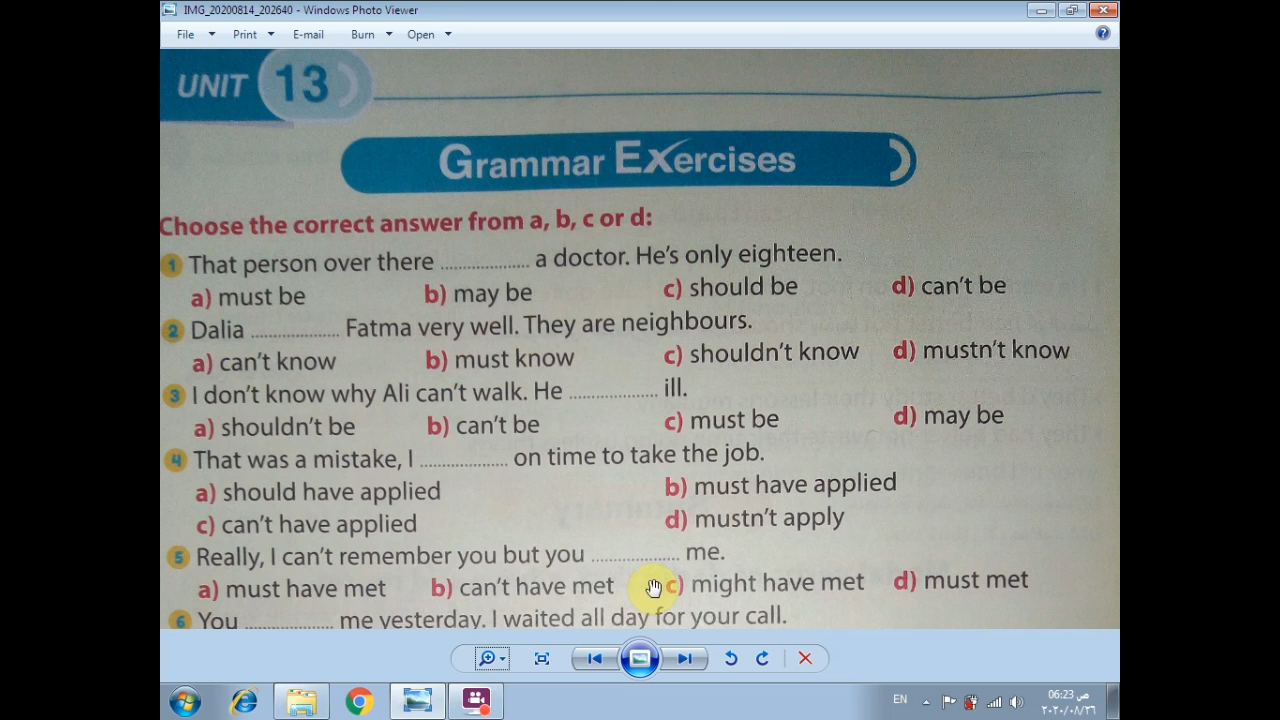 IMG_20200814_202640 - Windows Photo Viewer
File Print E-mail Burn Open
UNIT 13
Grammar Exercises
Choose the correct answer from a, b, c or d:
1 That person over there .................. a doctor. He's only eighteen.
a) must be b) may be c) should be d) can't be
2 Dalia .................. Fatma very well. They are neighbours.
a) can't know b) must know c) shouldn't know d) mustn't know
3 I don't know why Ali can't walk. He .................. ill.
a) shouldn't be b) can't be c) must be d) may be
4 That was a mistake, I .................. on time to take the job.
a) should have applied b) must have applied
c) can't have applied d) mustn't apply
5 Really, I can't remember you but you .................. me.
a) must have met b) can't have met c) might have met d) must met
6 You .................. me yesterday. I waited all day for your call.
EN
06:23 ص
٢٠٢٠/٠٨/٢٦